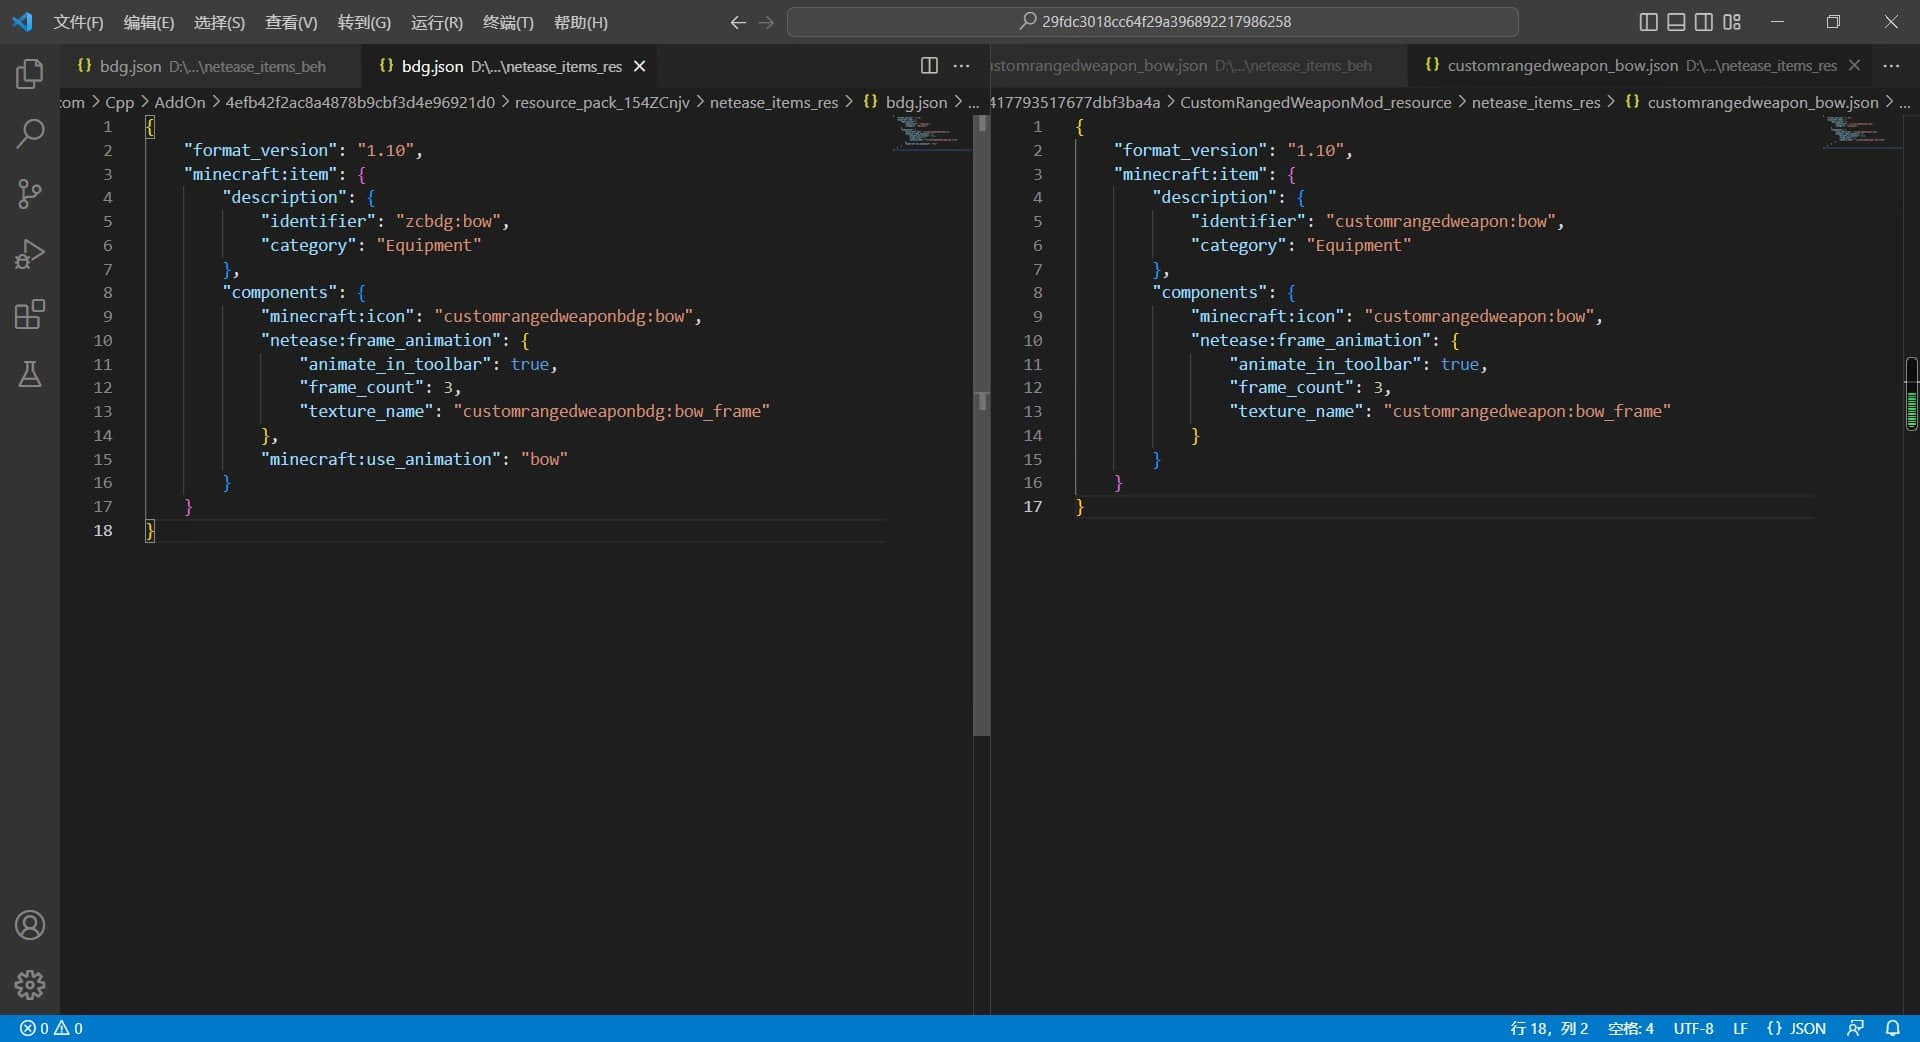 文件(F) 编辑(E) 选择(S) 查看(V) 转到(G) 运行(R) 终端(T) 帮助(H) 29fdc3018cc64f29a396892217986258
bdg.json D:\...\netease_items_beh bdg.json D:\...\netease_items_res
com > Cpp > AddOn > 4efb42f2ac8a4878b9cbf3d4e96921d0 > resource_pack_154ZCnjv > netease_items_res > {} bdg.json > ...
1 {
2 "format_version": "1.10",
3 "minecraft:item": {
4 "description": {
5 "identifier": "zcbdg:bow",
6 "category": "Equipment"
7 },
8 "components": {
9 "minecraft:icon": "customrangedweaponbdg:bow",
10 "netease:frame_animation": {
11 "animate_in_toolbar": true,
12 "frame_count": 3,
13 "texture_name": "customrangedweaponbdg:bow_frame"
14 },
15 "minecraft:use_animation": "bow"
16 }
17 }
18 }
stomrangedweapon_bow.json D:\...\netease_items_beh customrangedweapon_bow.json D:\...\netease_items_res
417793517677dbf3ba4a > CustomRangedWeaponMod_resource > netease_items_res > {} customrangedweapon_bow.json > ...
1 {
2 "format_version": "1.10",
3 "minecraft:item": {
4 "description": {
5 "identifier": "customrangedweapon:bow",
6 "category": "Equipment"
7 },
8 "components": {
9 "minecraft:icon": "customrangedweapon:bow",
10 "netease:frame_animation": {
11 "animate_in_toolbar": true,
12 "frame_count": 3,
13 "texture_name": "customrangedweapon:bow_frame"
14 }
15 }
16 }
17 }
0 0 行 18, 列 2 空格: 4 UTF-8 LF {} JSON